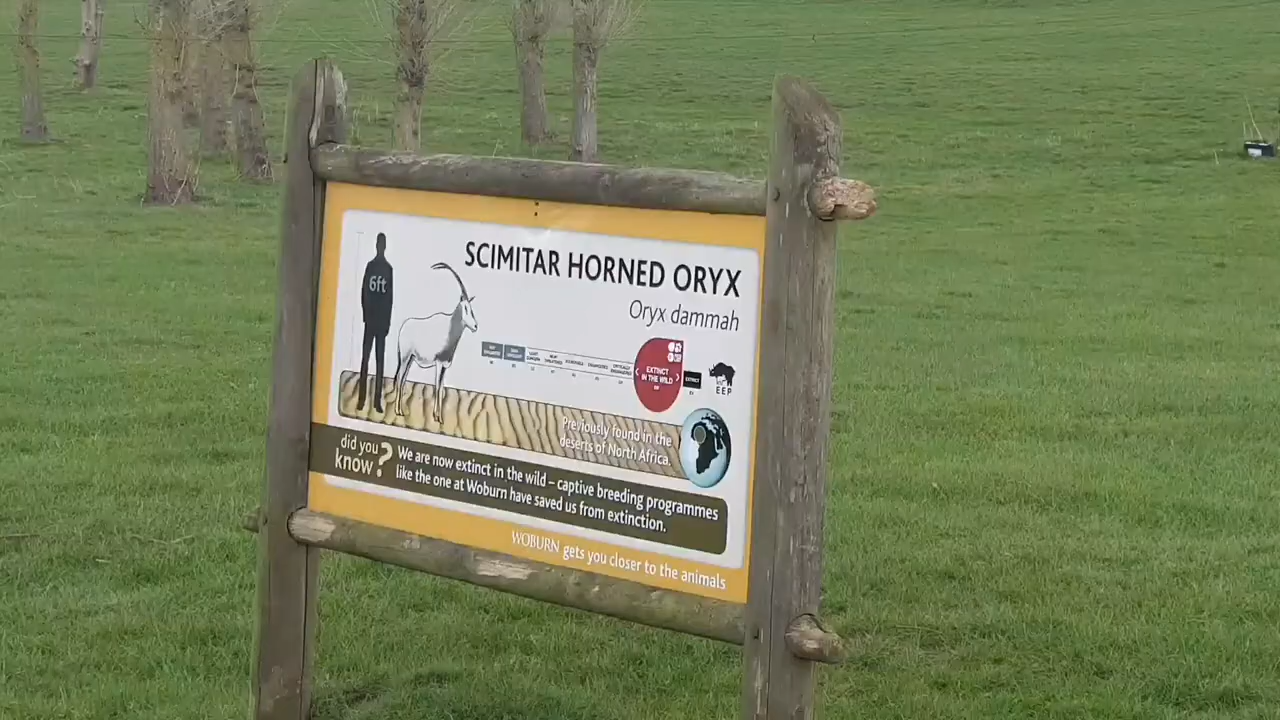 SCIMITAR HORNED ORYX
Oryx dammah
6ft
EXTINCT
IN THE WILD
EXTINCT
EEP
Previously found in the
deserts of North Africa.
did you
know?
We are now extinct in the wild – captive breeding programmes
like the one at Woburn have saved us from extinction.
WOBURN gets you closer to the animals